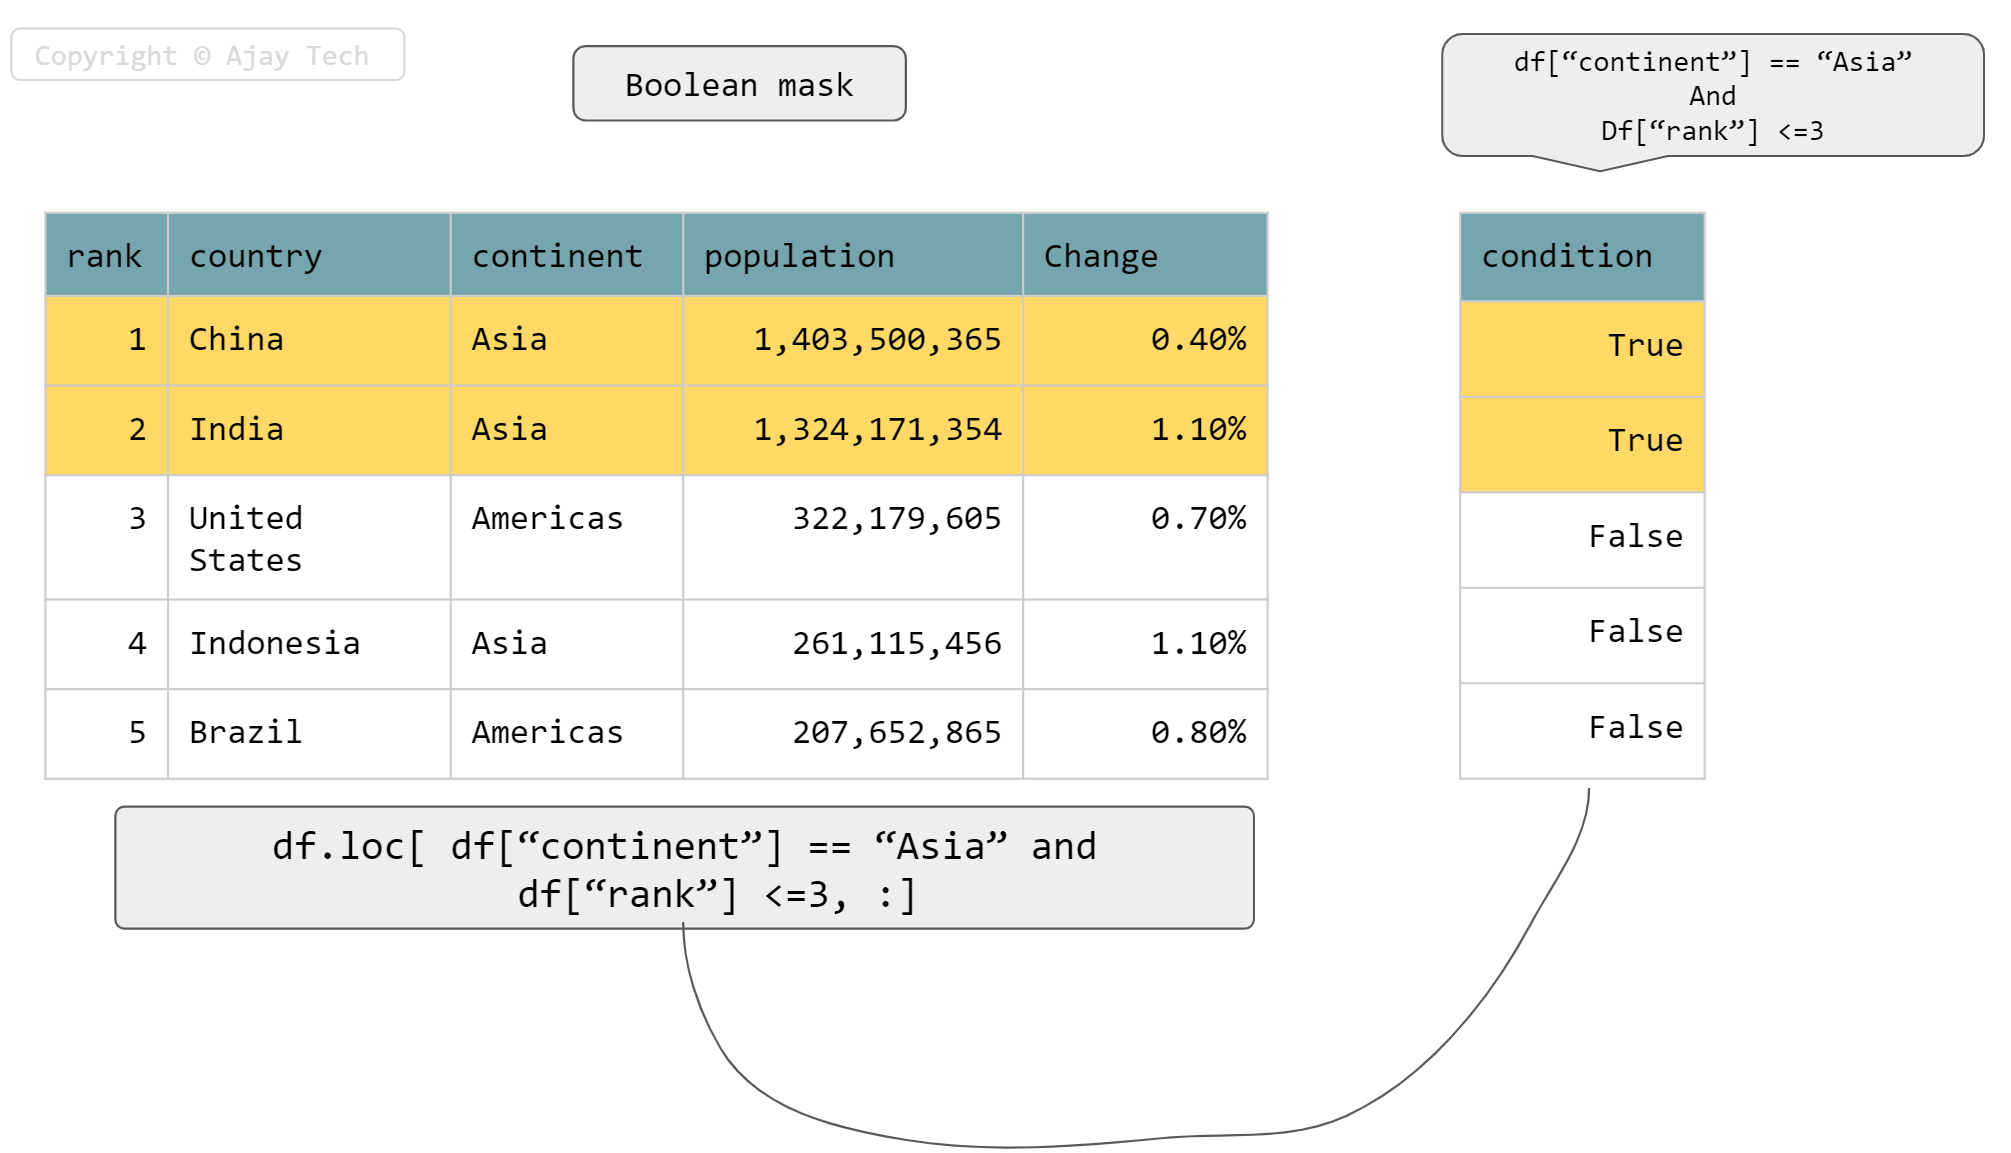 Copyright © Ajay Tech
Boolean mask
df[“continent”] == “Asia”
And
Df[“rank”] <=3
rank country continent population Change
1 China Asia 1,403,500,365 0.40%
2 India Asia 1,324,171,354 1.10%
3 United Americas 322,179,605 0.70%
States
4 Indonesia Asia 261,115,456 1.10%
5 Brazil Americas 207,652,865 0.80%
condition
True
True
False
False
False
df.loc[ df[“continent”] == “Asia” and
df[“rank”] <=3, :]